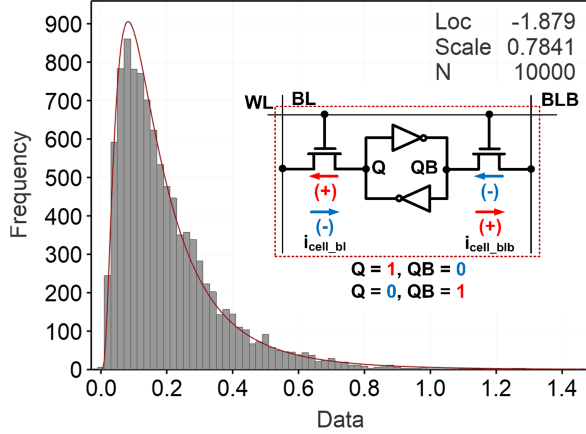 Loc -1.879
Scale 0.7841
N 10000
Frequency
900
800
700
600
500
400
300
200
100
0
WL BL BLB
Q QB
(+) (-)
(-) (+)
i_cell_bl i_cell_blb
Q = 1, QB = 0
Q = 0, QB = 1
0.0 0.2 0.4 0.6 0.8 1.0 1.2 1.4
Data